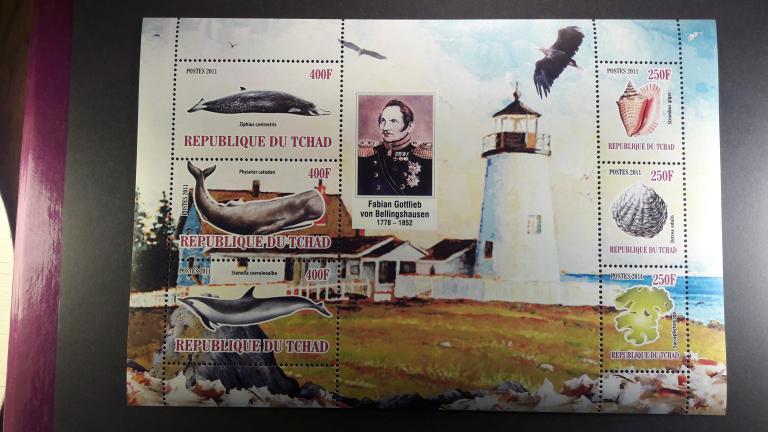 POSTES 2011
400F
Ziphius cavirostris
REPUBLIQUE DU TCHAD
Physeter catodon
400F
POSTES 2011
REPUBLIQUE DU TCHAD
POSTES 2011
Stenella coeruleoalba
400F
REPUBLIQUE DU TCHAD
Fabian Gottlieb
von Bellingshausen
1778 – 1852
POSTES 2011
250F
Strombus gigas
REPUBLIQUE DU TCHAD
POSTES 2011
250F
Ostrea edulis
REPUBLIQUE DU TCHAD
POSTES 2011
250F
REPUBLIQUE DU TCHAD